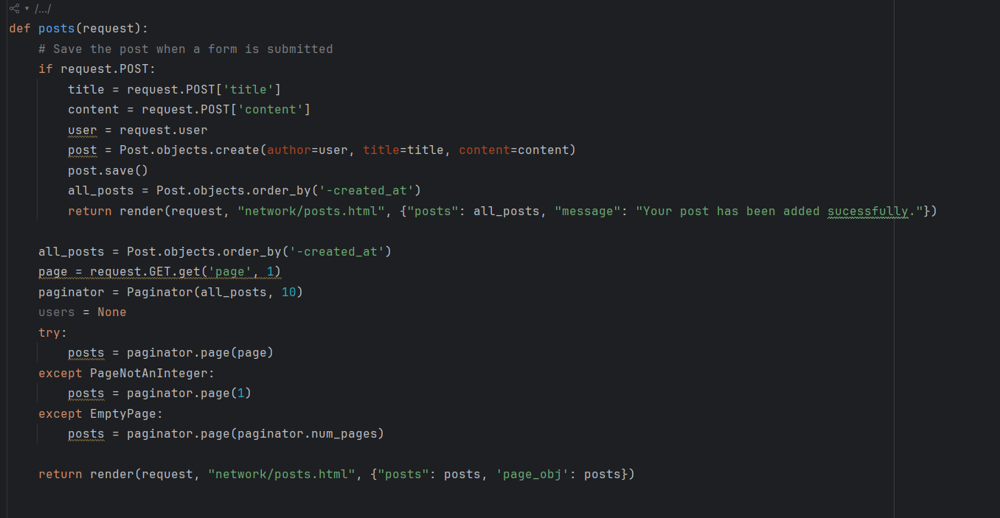 /.../
def posts(request):
    # Save the post when a form is submitted
    if request.POST:
        title = request.POST['title']
        content = request.POST['content']
        user = request.user
        post = Post.objects.create(author=user, title=title, content=content)
        post.save()
        all_posts = Post.objects.order_by('-created_at')
        return render(request, "network/posts.html", {"posts": all_posts, "message": "Your post has been added sucessfully."})

    all_posts = Post.objects.order_by('-created_at')
    page = request.GET.get('page', 1)
    paginator = Paginator(all_posts, 10)
    users = None
    try:
        posts = paginator.page(page)
    except PageNotAnInteger:
        posts = paginator.page(1)
    except EmptyPage:
        posts = paginator.page(paginator.num_pages)

    return render(request, "network/posts.html", {"posts": posts, 'page_obj': posts})